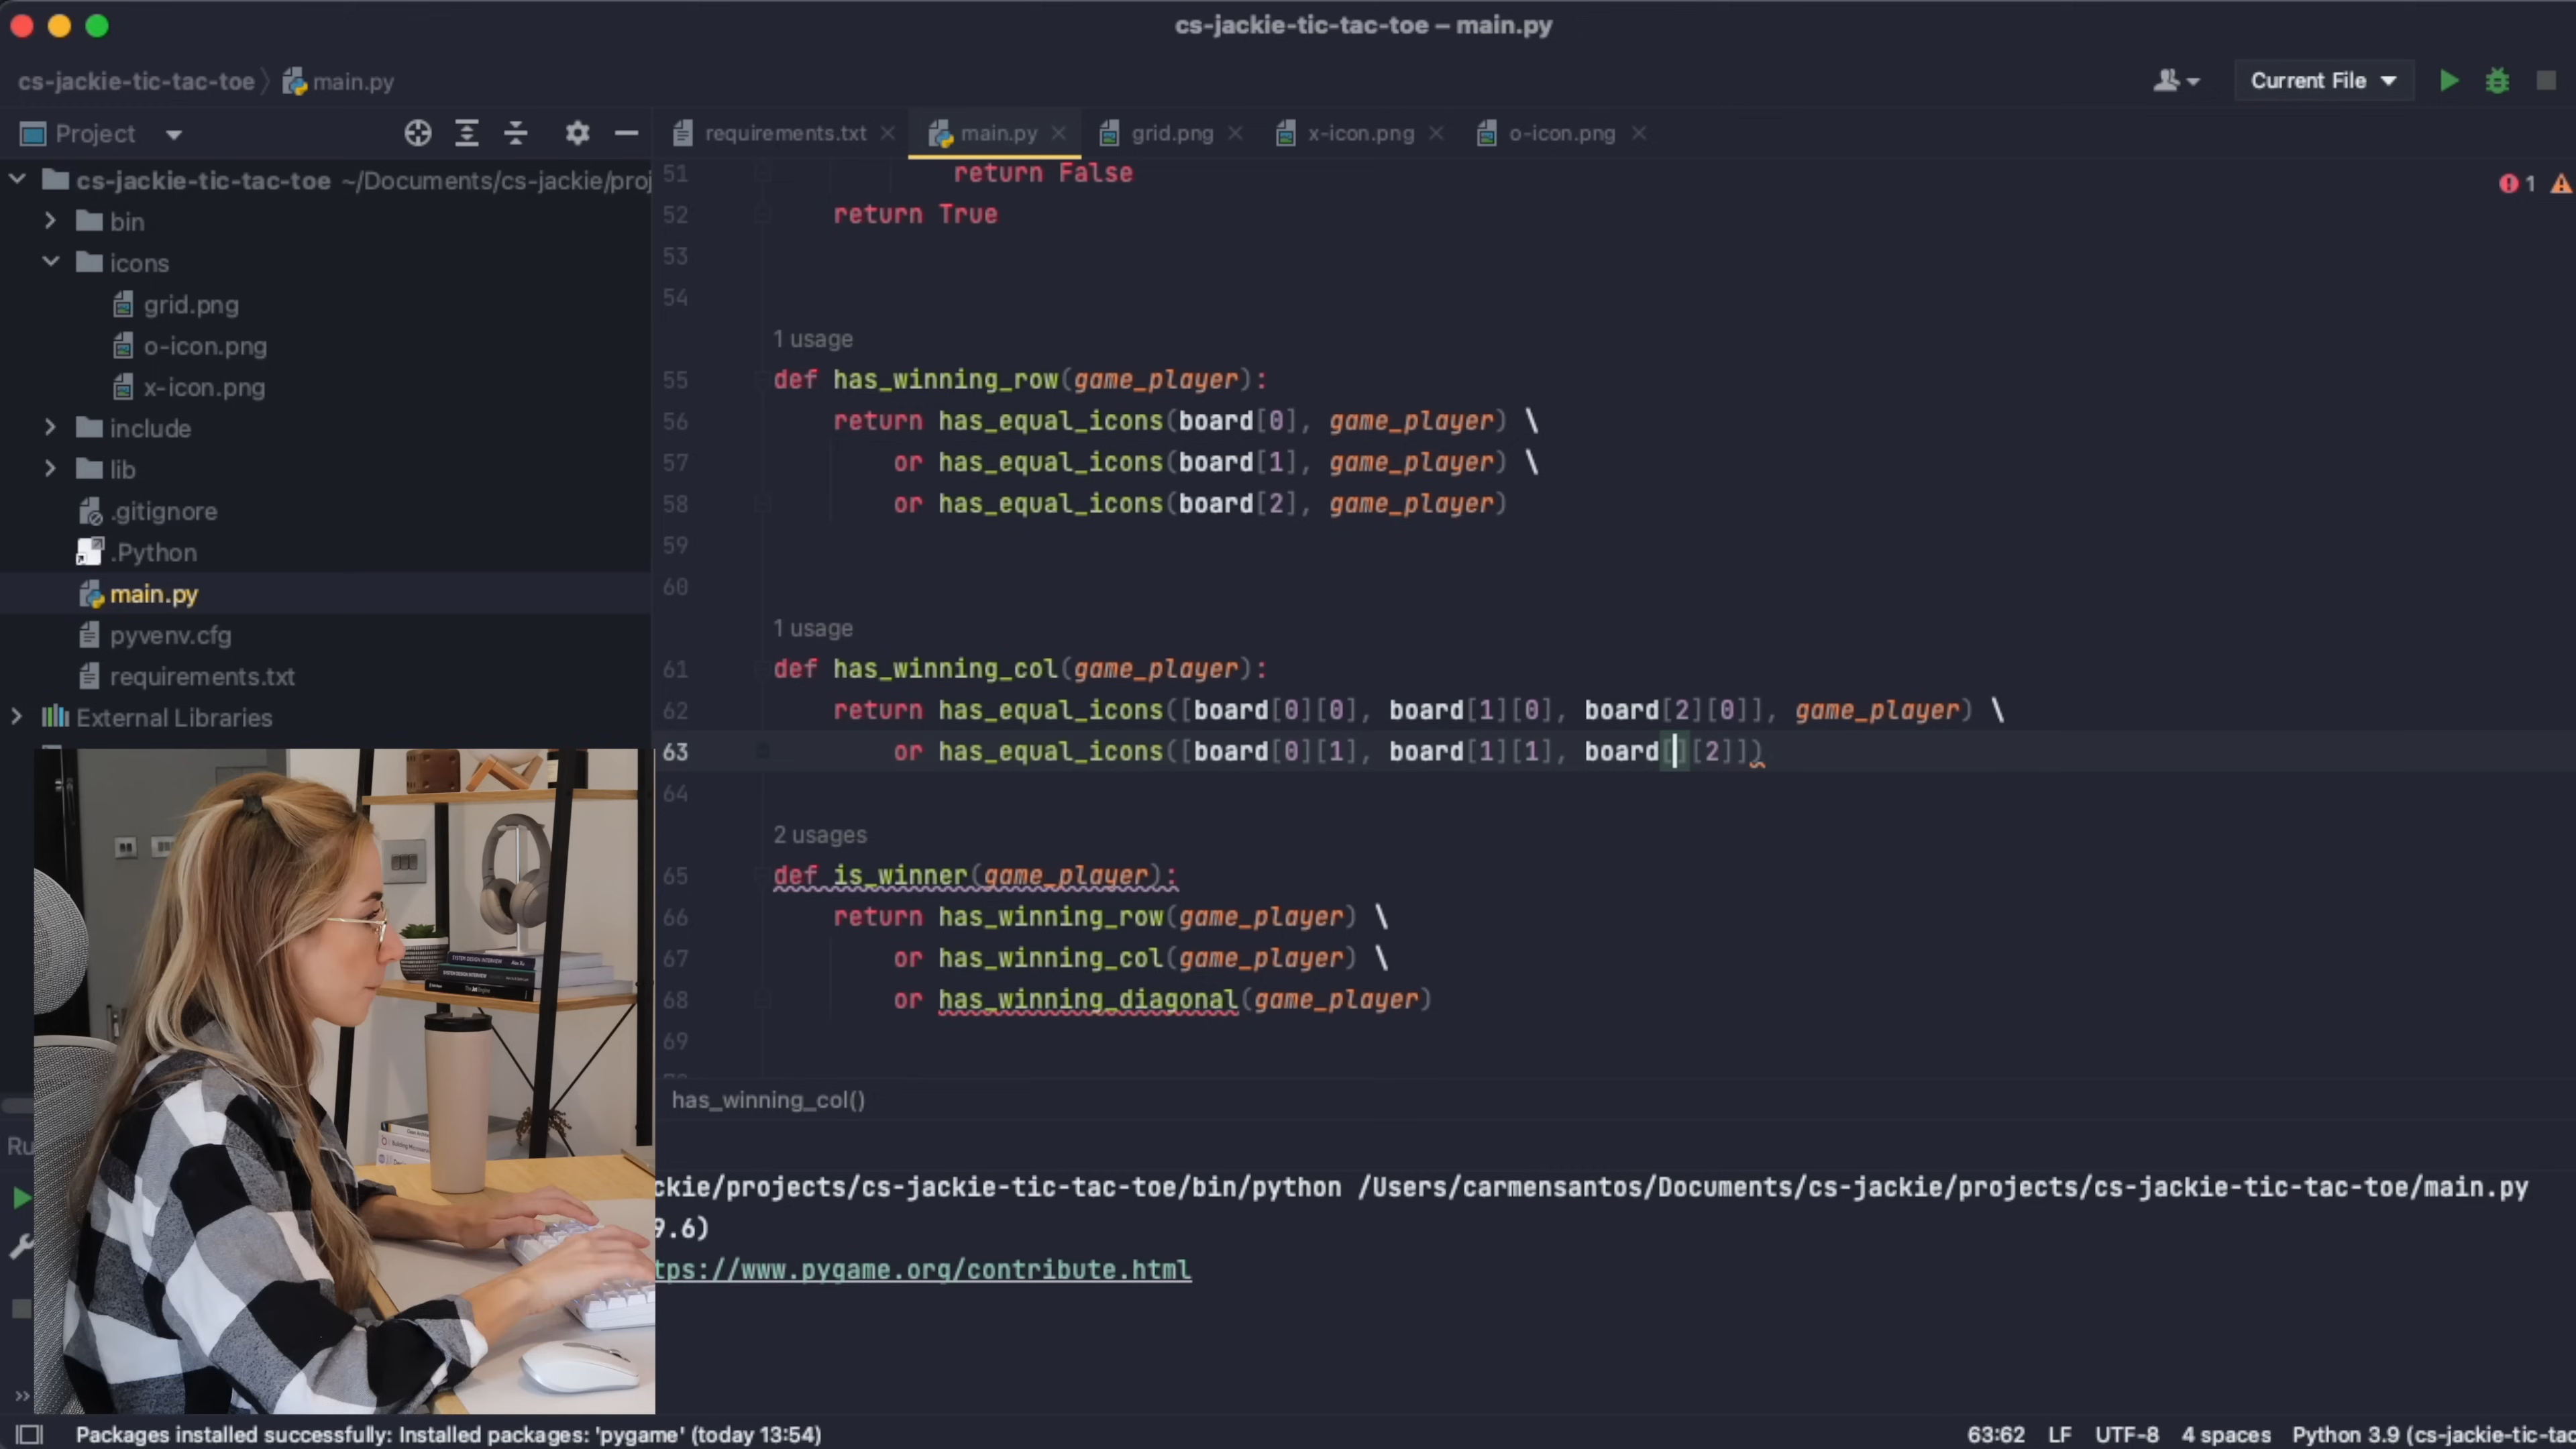 cs-jackie-tic-tac-toe – main.py
cs-jackie-tic-tac-toe main.py
Current File
Project
requirements.txt
main.py
grid.png
x-icon.png
o-icon.png
cs-jackie-tic-tac-toe ~/Documents/cs-jackie/proj
bin
icons
grid.png
o-icon.png
x-icon.png
include
lib
.gitignore
.Python
main.py
pyvenv.cfg
requirements.txt
External Libraries
1
51 return False
52 return True
53
54
1 usage
55 def has_winning_row(game_player):
56 return has_equal_icons(board[0], game_player) \
57 or has_equal_icons(board[1], game_player) \
58 or has_equal_icons(board[2], game_player)
59
60
1 usage
61 def has_winning_col(game_player):
62 return has_equal_icons([board[0][0], board[1][0], board[2][0]], game_player) \
63 or has_equal_icons([board[0][1], board[1][1], board[][2]])
64
2 usages
65 def is_winner(game_player):
66 return has_winning_row(game_player) \
67 or has_winning_col(game_player) \
68 or has_winning_diagonal(game_player)
69
has_winning_col()
Ru
ckie/projects/cs-jackie-tic-tac-toe/bin/python /Users/carmensantos/Documents/cs-jackie/projects/cs-jackie-tic-tac-toe/main.py
9.6)
tps://www.pygame.org/contribute.html
SYSTEM DESIGN INTERVIEW
SYSTEM DESIGN INTERVIEW
Packages installed successfully: Installed packages: 'pygame' (today 13:54)
63:62 LF UTF-8 4 spaces Python 3.9 (cs-jackie-tic-tac